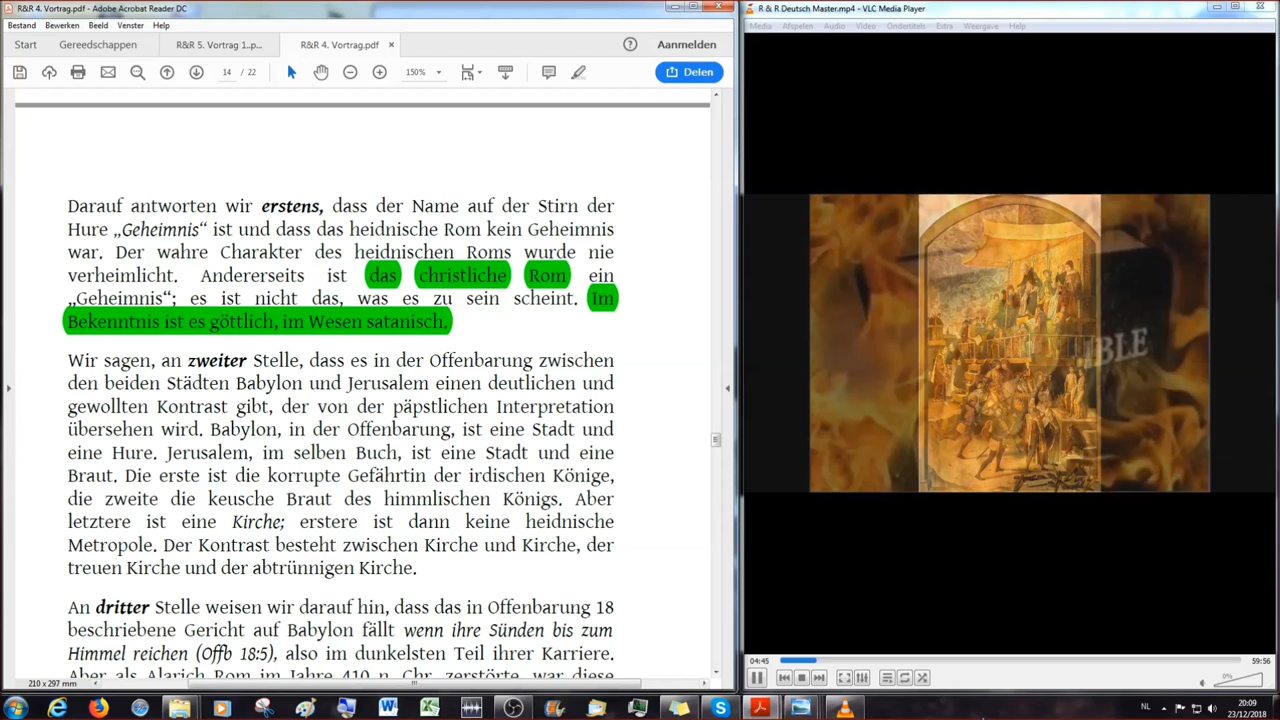 R&R 4. Vortrag.pdf - Adobe Acrobat Reader DC
Bestand Bewerken Beeld Venster Help
Start Gereedschappen R&R 5. Vortrag 1..p... R&R 4. Vortrag.pdf × Aanmelden
14 / 22 150% Delen
Darauf antworten wir erstens, dass der Name auf der Stirn der
Hure „Geheimnis“ ist und dass das heidnische Rom kein Geheimnis
war. Der wahre Charakter des heidnischen Roms wurde nie
verheimlicht. Andererseits ist das christliche Rom ein
„Geheimnis“; es ist nicht das, was es zu sein scheint. Im
Bekenntnis ist es göttlich, im Wesen satanisch.
Wir sagen, an zweiter Stelle, dass es in der Offenbarung zwischen
den beiden Städten Babylon und Jerusalem einen deutlichen und
gewollten Kontrast gibt, der von der päpstlichen Interpretation
übersehen wird. Babylon, in der Offenbarung, ist eine Stadt und
eine Hure. Jerusalem, im selben Buch, ist eine Stadt und eine
Braut. Die erste ist die korrupte Gefährtin der irdischen Könige,
die zweite die keusche Braut des himmlischen Königs. Aber
letztere ist eine Kirche; erstere ist dann keine heidnische
Metropole. Der Kontrast besteht zwischen Kirche und Kirche, der
treuen Kirche und der abtrünnigen Kirche.
An dritter Stelle weisen wir darauf hin, dass das in Offenbarung 18
beschriebene Gericht auf Babylon fällt wenn ihre Sünden bis zum
Himmel reichen (Offb 18:5), also im dunkelsten Teil ihrer Karriere.
Aber als Alarich Rom im Jahre 410 n. Chr. zerstörte, war diese
210 x 297 mm
R & R Deutsch Master.mp4 - VLC Media Player
Media Afspelen Audio Video Ondertitels Extra Weergave Help
BLE
04:45 59:56
0%
NL 20:09
23/12/2018